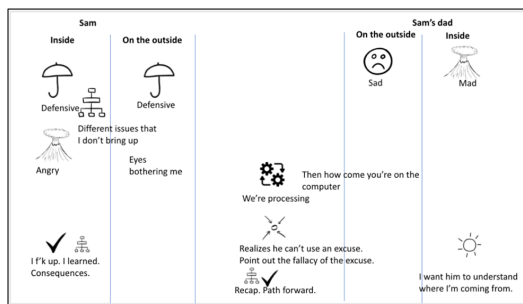 Sam
Sam's dad
Inside
On the outside
On the outside
Inside
Defensive
Defensive
Sad
Mad
Different issues that
I don't bring up
Angry
Eyes
bothering me
Then how come you're on the
computer
We're processing
Realizes he can't use an excuse.
Point out the fallacy of the excuse.
I f'k up. I learned.
Consequences.
Recap. Path forward.
I want him to understand
where I'm coming from.